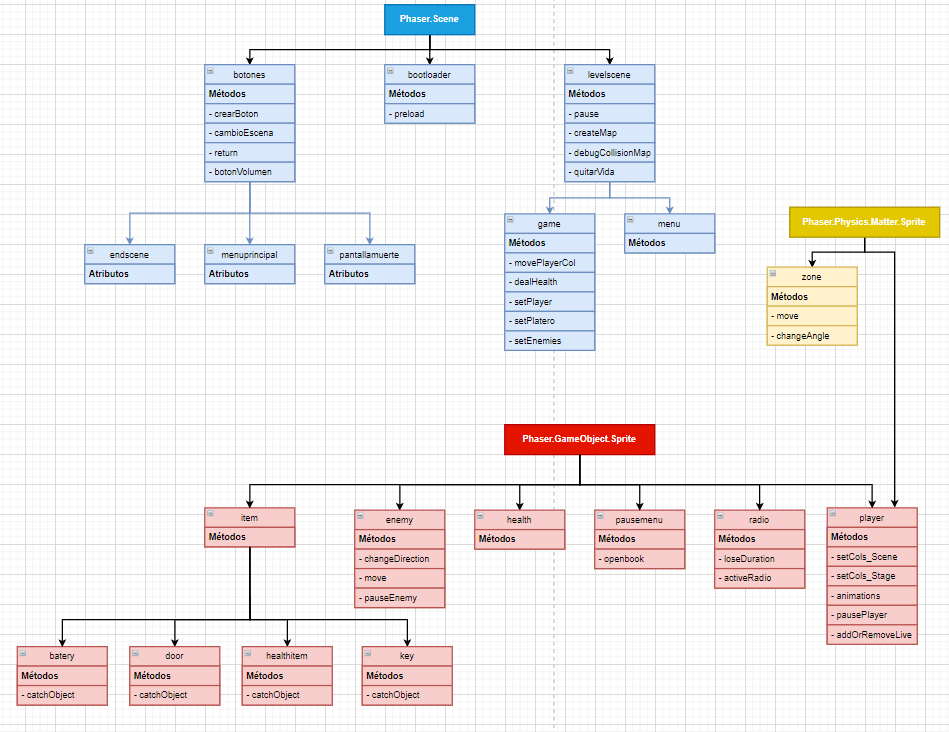 Phaser.Scene
botones
Métodos
- crearBoton
- cambioEscena
- return
- botonVolumen
bootloader
Métodos
- preload
levelscene
Métodos
- pause
- createMap
- debugCollisionMap
- quitarVida
endscene
Atributos
menuprincipal
Atributos
pantallamuerte
Atributos
game
Métodos
- movePlayerCol
- dealHealth
- setPlayer
- setPlatero
- setEnemies
menu
Métodos
Phaser.Physics.Matter.Sprite
zone
Métodos
- move
- changeAngle
Phaser.GameObject.Sprite
item
Métodos
enemy
Métodos
- changeDirection
- move
- pauseEnemy
health
Métodos
pausemenu
Métodos
- openbook
radio
Métodos
- loseDuration
- activeRadio
player
Métodos
- setCols_Scene
- setCols_Stage
- animations
- pausePlayer
- addOrRemoveLive
batery
Métodos
- catchObject
door
Métodos
- catchObject
healthitem
Métodos
- catchObject
key
Métodos
- catchObject